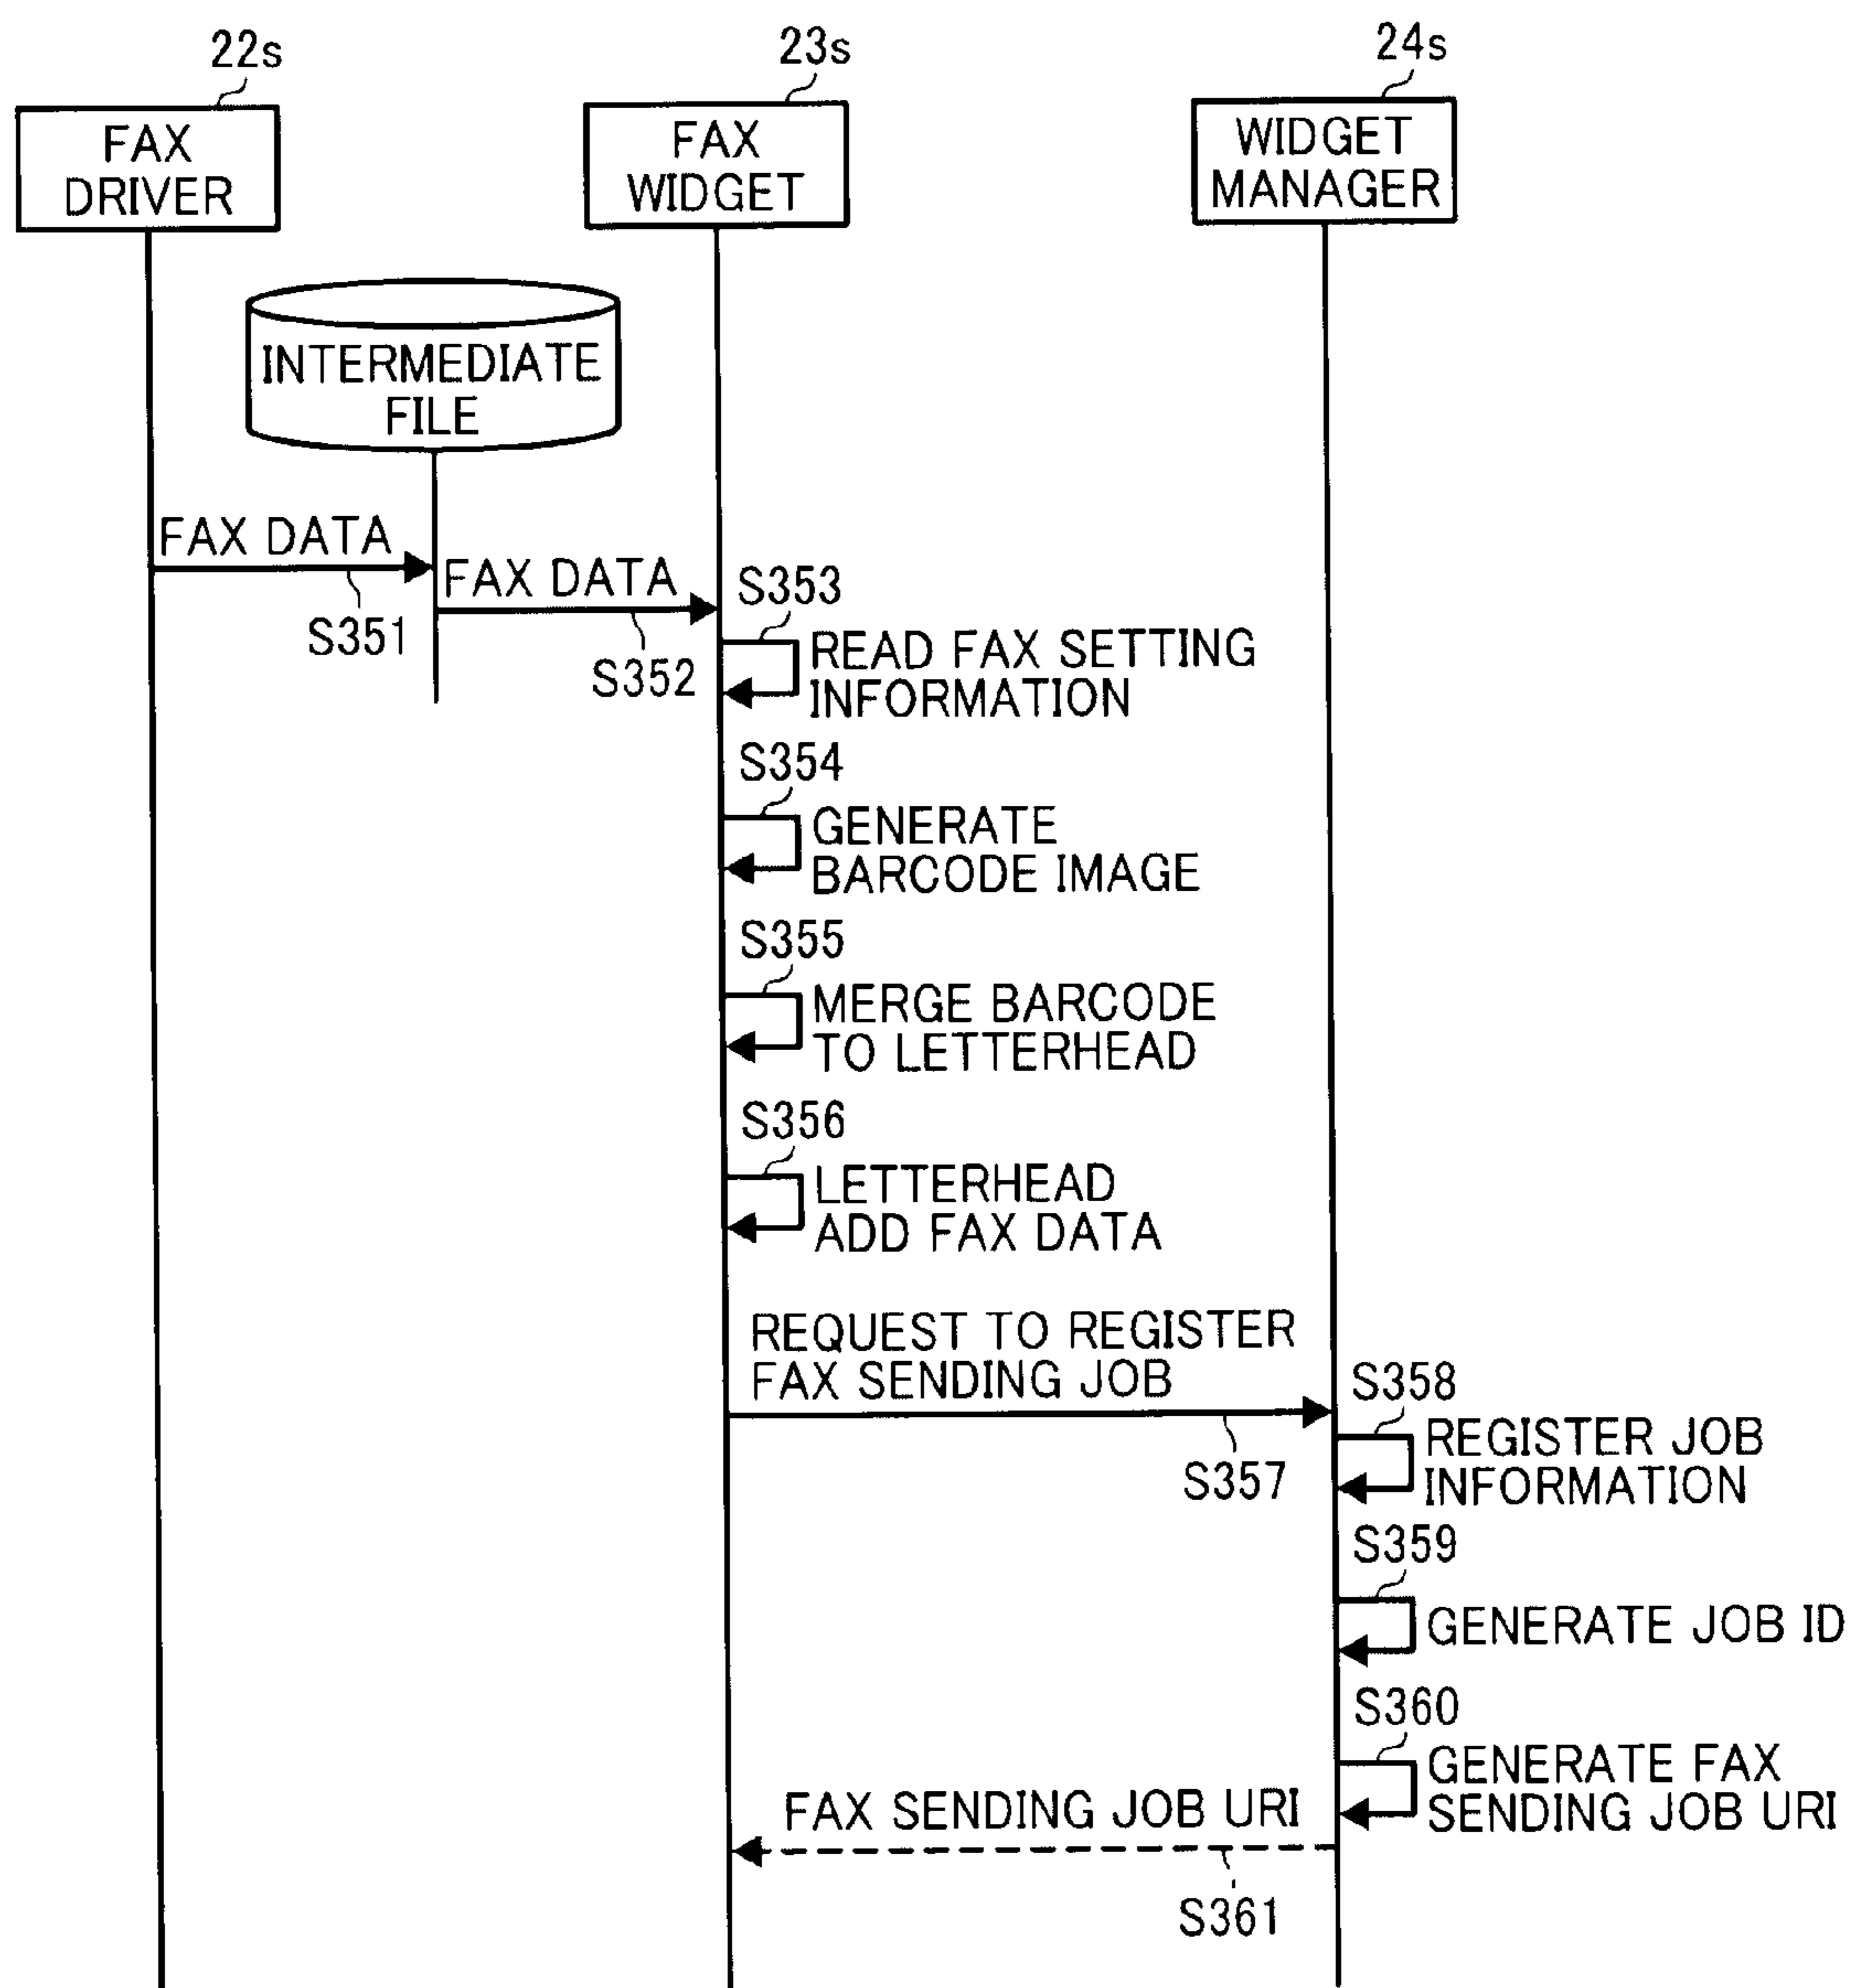 22s
23s
24s
FAX
DRIVER
FAX
WIDGET
WIDGET
MANAGER
INTERMEDIATE
FILE
FAX DATA
S351
FAX DATA
S352
S353
READ FAX SETTING
INFORMATION
S354
GENERATE
BARCODE IMAGE
S355
MERGE BARCODE
TO LETTERHEAD
S356
LETTERHEAD
ADD FAX DATA
REQUEST TO REGISTER
FAX SENDING JOB
S357
S358
REGISTER JOB
INFORMATION
S359
GENERATE JOB ID
S360
GENERATE FAX
SENDING JOB URI
FAX SENDING JOB URI
S361